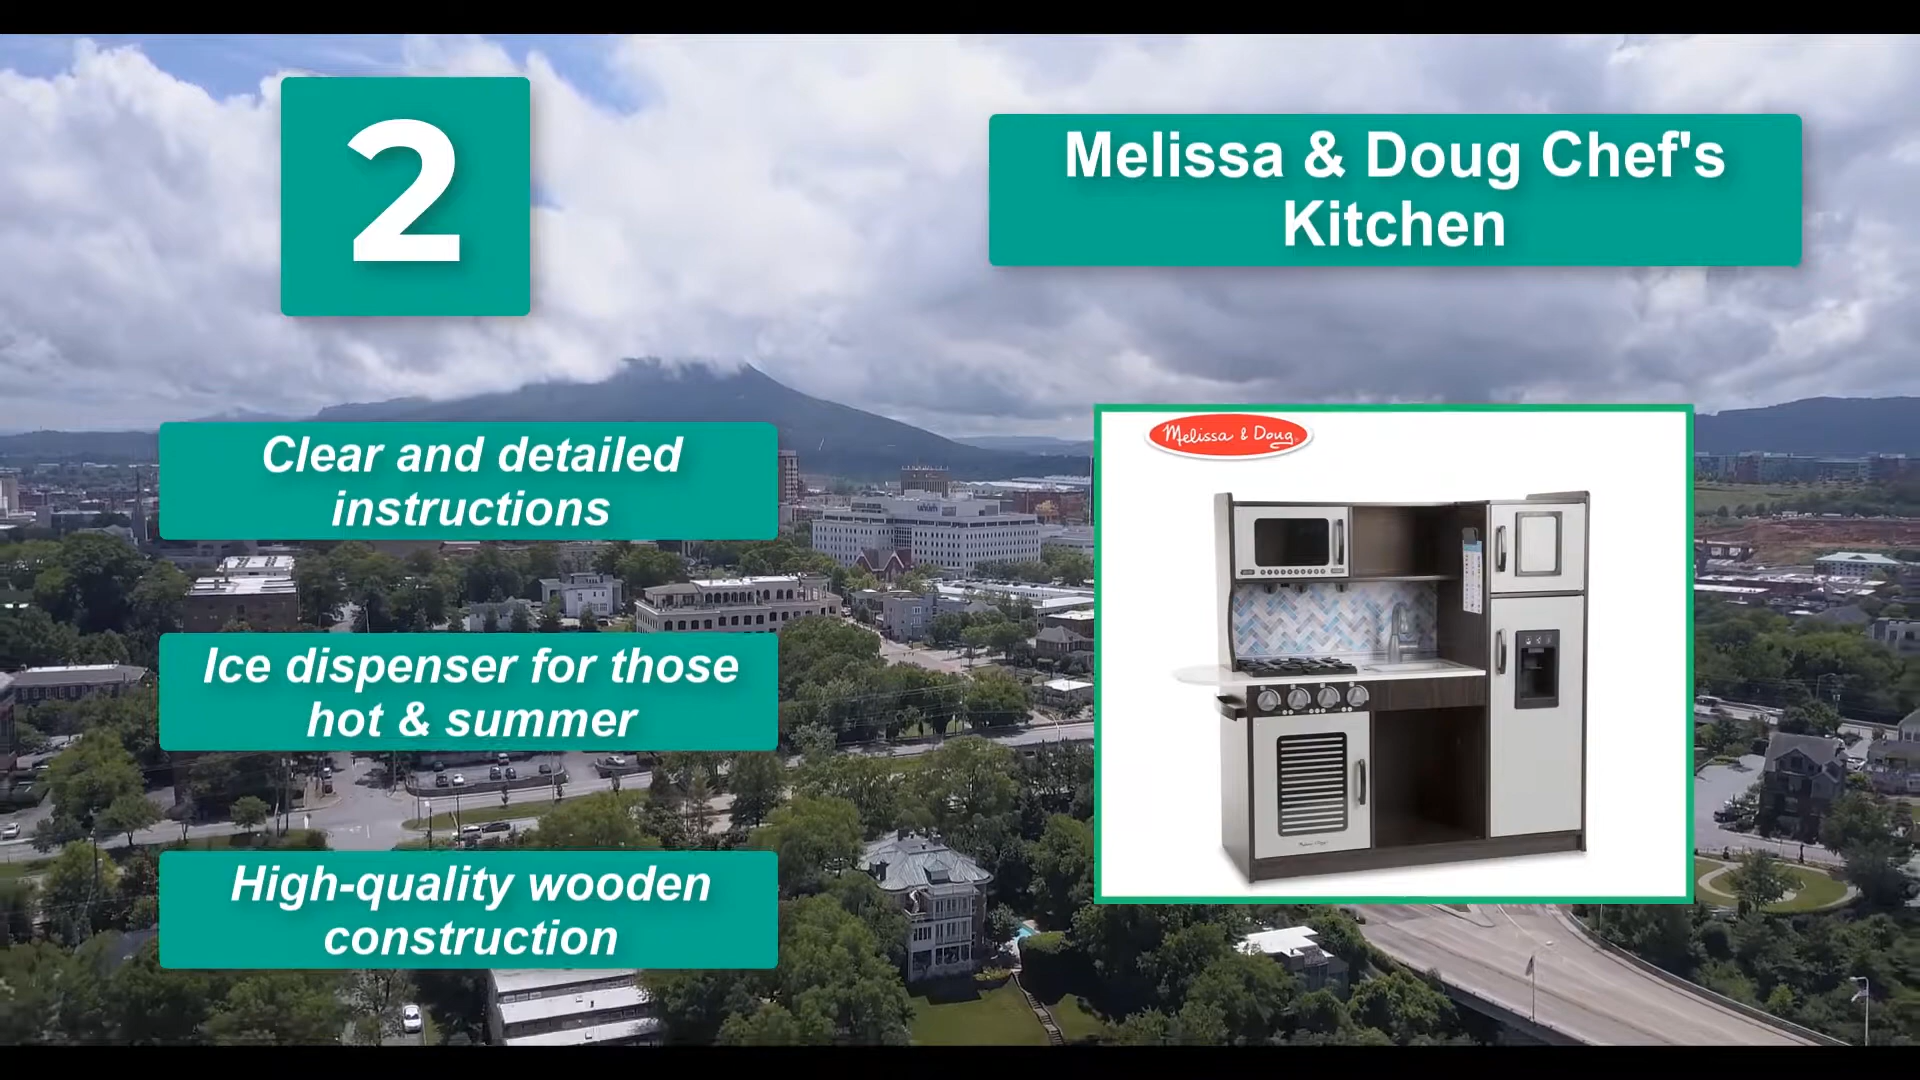 2
Melissa & Doug Chef's
Kitchen
Clear and detailed
instructions
Ice dispenser for those
hot & summer
High-quality wooden
construction
Melissa & Doug